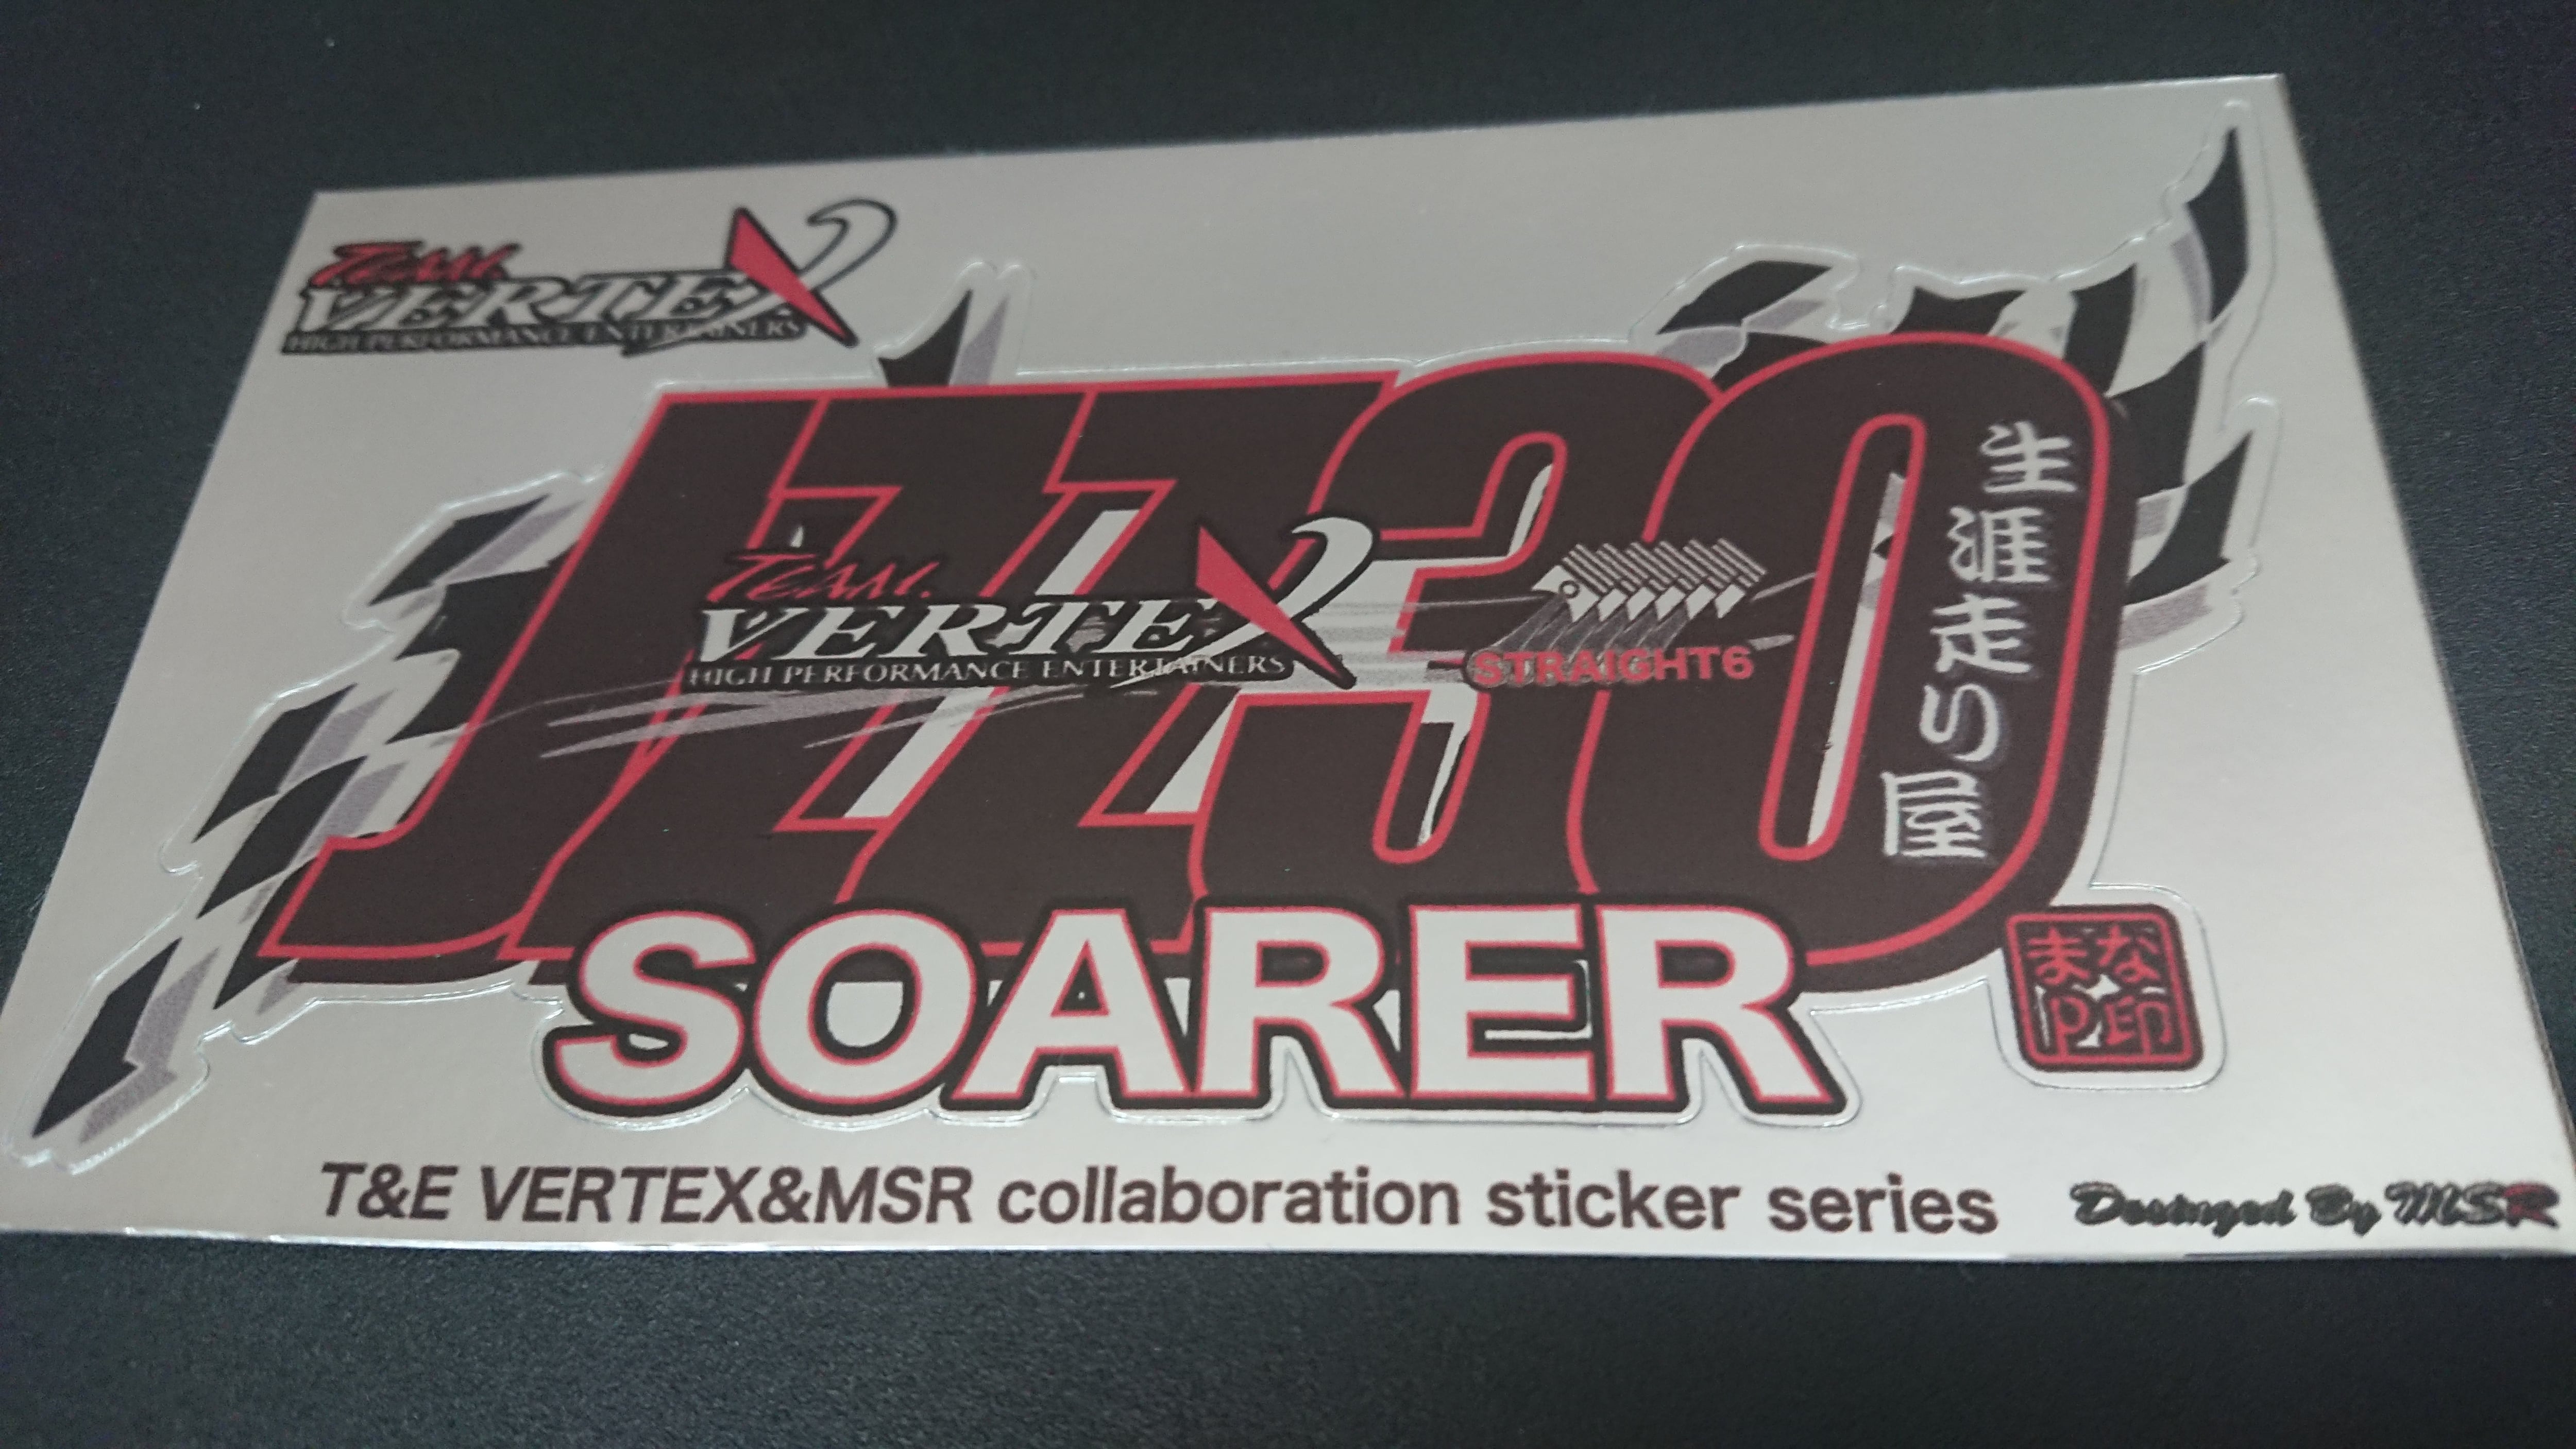 TEAM.
VERTEX
HIGH PERFORMANCE ENTERTAINERS
JZZ30
TEAM.
VERTEX
HIGH PERFORMANCE ENTERTAINERS
STRAIGHT6
生涯走り屋
SOARER
まな
P印
T&E VERTEX&MSR collaboration sticker series
Desinged By MSR